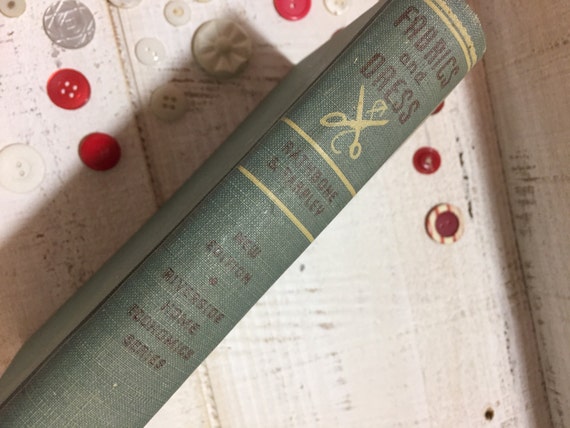 FABRICS
and
DRESS
RATHBONE
& TARPLEY
NEW
EDITION
RIVERSIDE
HOME
ECONOMICS
SERIES